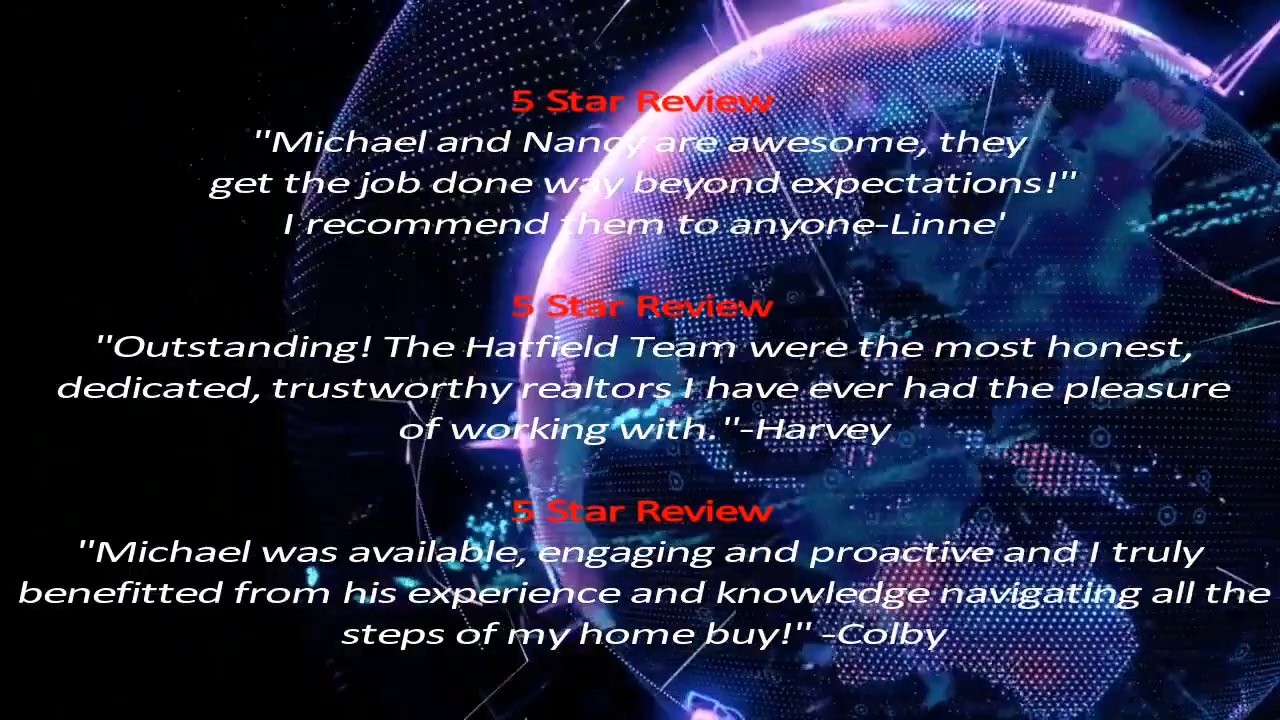 5 Star Review
"Michael and Nancy are awesome, they
get the job done way beyond expectations!"
I recommend them to anyone-Linne'
5 Star Review
"Outstanding! The Hatfield Team were the most honest,
dedicated, trustworthy realtors I have ever had the pleasure
of working with."-Harvey
5 Star Review
"Michael was available, engaging and proactive and I truly
benefitted from his experience and knowledge navigating all the
steps of my home buy!" -Colby